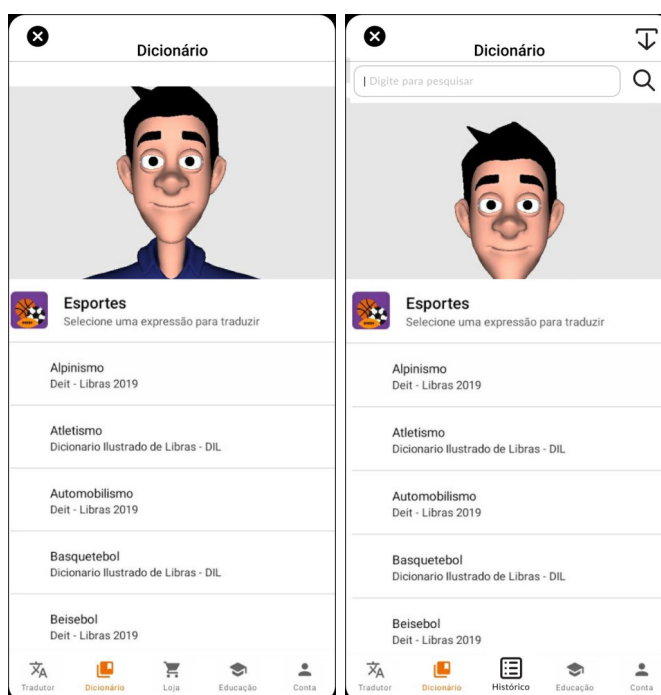 Dicionário
Esportes
Selecione uma expressão para traduzir
Alpinismo
Deit - Libras 2019
Atletismo
Dicionario Ilustrado de Libras - DIL
Automobilismo
Deit - Libras 2019
Basquetebol
Dicionario Ilustrado de Libras - DIL
Beisebol
Deit - Libras 2019
Tradutor
Dicionário
Loja
Educação
Conta
Dicionário
Digite para pesquisar
Esportes
Selecione uma expressão para traduzir
Alpinismo
Deit - Libras 2019
Atletismo
Dicionario Ilustrado de Libras - DIL
Automobilismo
Deit - Libras 2019
Basquetebol
Dicionario Ilustrado de Libras - DIL
Beisebol
Deit - Libras 2019
Tradutor
Dicionário
Histórico
Educação
Conta